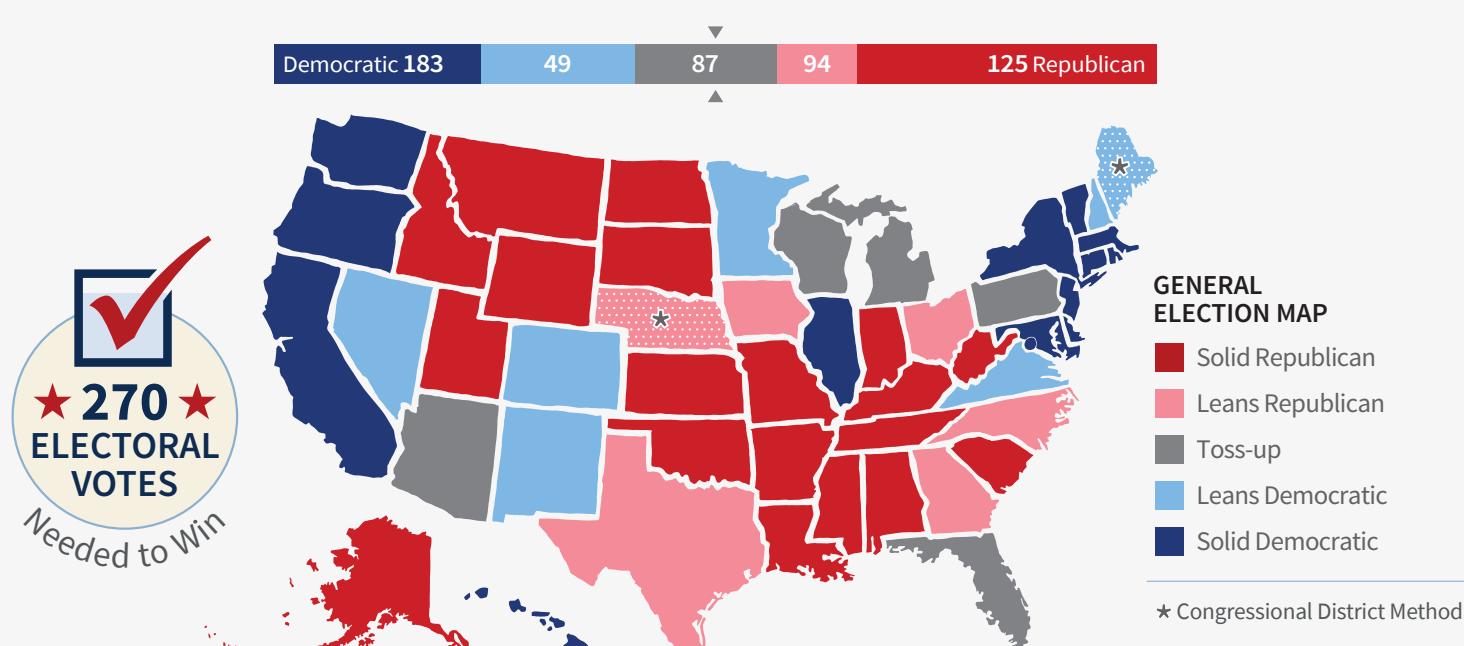 Democratic 183 49 87 94 125 Republican
270
ELECTORAL
VOTES
Needed to Win
GENERAL
ELECTION MAP
Solid Republican
Leans Republican
Toss-up
Leans Democratic
Solid Democratic
★ Congressional District Method